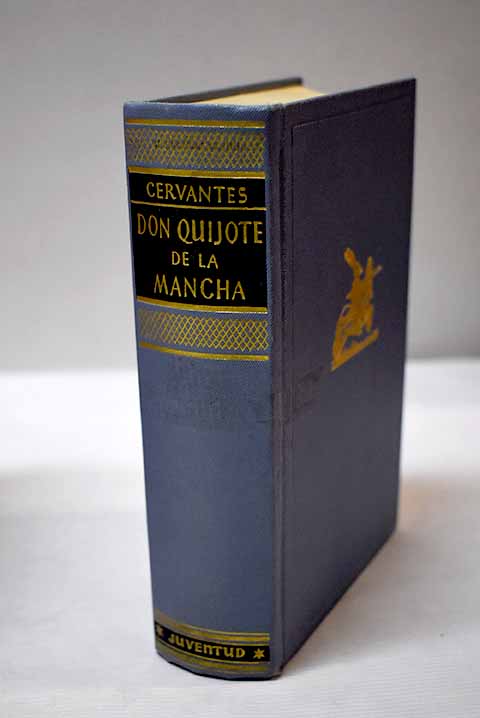 CERVANTES
DON QUIJOTE
DE LA
MANCHA
* JUVENTUD *